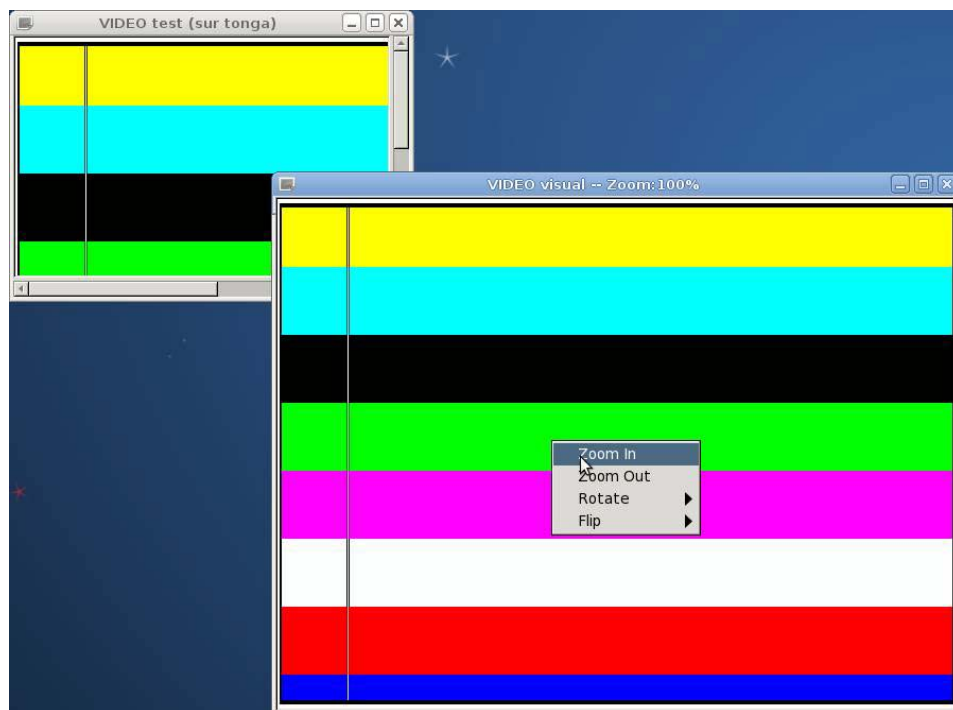 VIDEO test (sur tonga)
VIDEO visual -- Zoom:100%
Zoom In
Zoom Out
Rotate
Flip